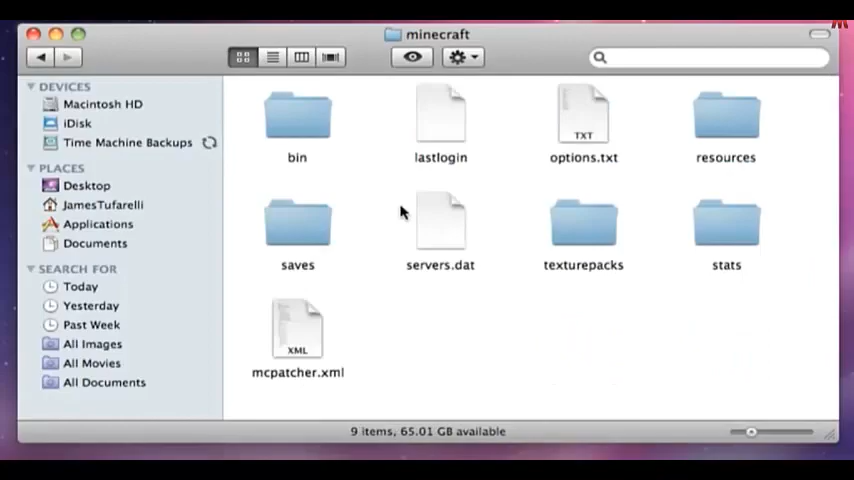 minecraft
DEVICES
Macintosh HD
iDisk
Time Machine Backups
PLACES
Desktop
JamesTufarelli
Applications
Documents
SEARCH FOR
Today
Yesterday
Past Week
All Images
All Movies
All Documents
bin
lastlogin
TXT
options.txt
resources
saves
servers.dat
texturepacks
stats
XML
mcpatcher.xml
9 items, 65.01 GB available